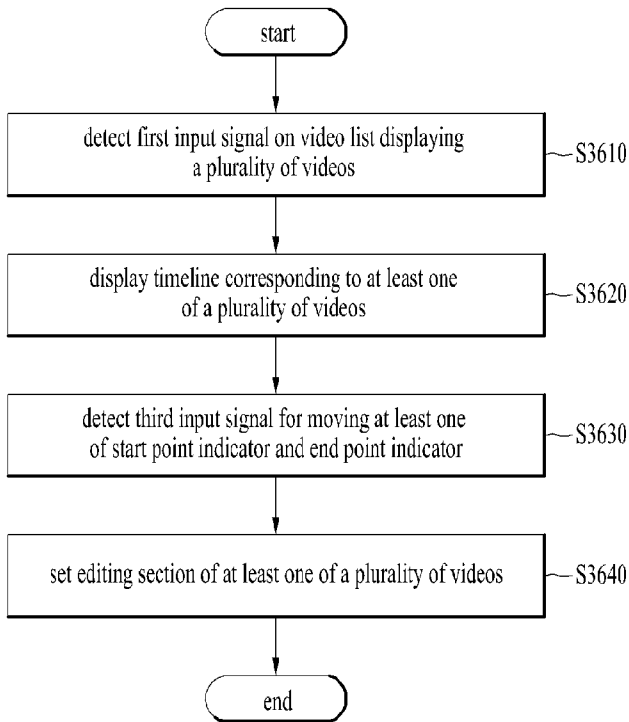 start
detect first input signal on video list displaying
a plurality of videos
S3610
display timeline corresponding to at least one
of a plurality of videos
S3620
detect third input signal for moving at least one
of start point indicator and end point indicator
S3630
set editing section of at least one of a plurality of videos
S3640
end